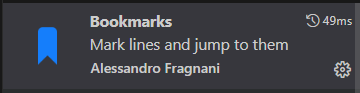 Bookmarks 49ms
Mark lines and jump to them
Alessandro Fragnani